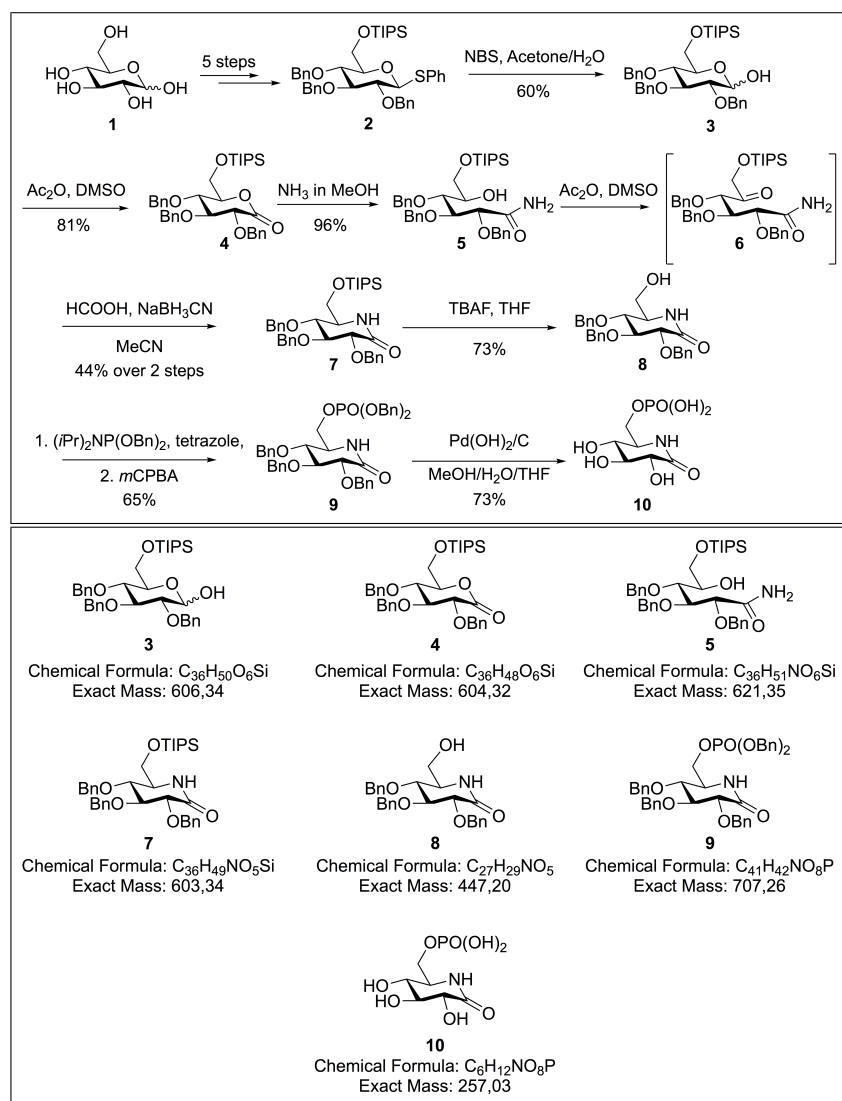 OH
HO
HO
O
OH
OH
1
5 steps
OTIPS
BnO
BnO
O
SPh
OBn
2
NBS, Acetone/H₂O
60%
OTIPS
BnO
BnO
O
OH
OBn
3
Ac₂O, DMSO
81%
OTIPS
BnO
BnO
O
O
OBn
4
NH₃ in MeOH
96%
OTIPS
BnO
BnO
OH
NH₂
OBn
O
5
Ac₂O, DMSO
OTIPS
BnO
BnO
O
NH₂
OBn
O
6
HCOOH, NaBH₃CN
MeCN
44% over 2 steps
OTIPS
BnO
BnO
NH
O
OBn
7
TBAF, THF
73%
OH
BnO
BnO
NH
O
OBn
8
1. (iPr)₂NP(OBn)₂, tetrazole,
2. mCPBA
65%
OPO(OBn)₂
BnO
BnO
NH
O
OBn
9
Pd(OH)₂/C
MeOH/H₂O/THF
73%
OPO(OH)₂
HO
HO
NH
O
OH
10
OTIPS
BnO
BnO
O
OH
OBn
3
Chemical Formula: C₃₆H₅₀O₆Si
Exact Mass: 606,34
OTIPS
BnO
BnO
O
O
OBn
4
Chemical Formula: C₃₆H₄₈O₆Si
Exact Mass: 604,32
OTIPS
BnO
BnO
OH
NH₂
OBn
O
5
Chemical Formula: C₃₆H₅₁NO₆Si
Exact Mass: 621,35
OTIPS
BnO
BnO
NH
O
OBn
7
Chemical Formula: C₃₆H₄₉NO₅Si
Exact Mass: 603,34
OH
BnO
BnO
NH
O
OBn
8
Chemical Formula: C₂₇H₂₉NO₅
Exact Mass: 447,20
OPO(OBn)₂
BnO
BnO
NH
O
OBn
9
Chemical Formula: C₄₁H₄₂NO₈P
Exact Mass: 707,26
OPO(OH)₂
HO
HO
NH
O
OH
10
Chemical Formula: C₆H₁₂NO₈P
Exact Mass: 257,03